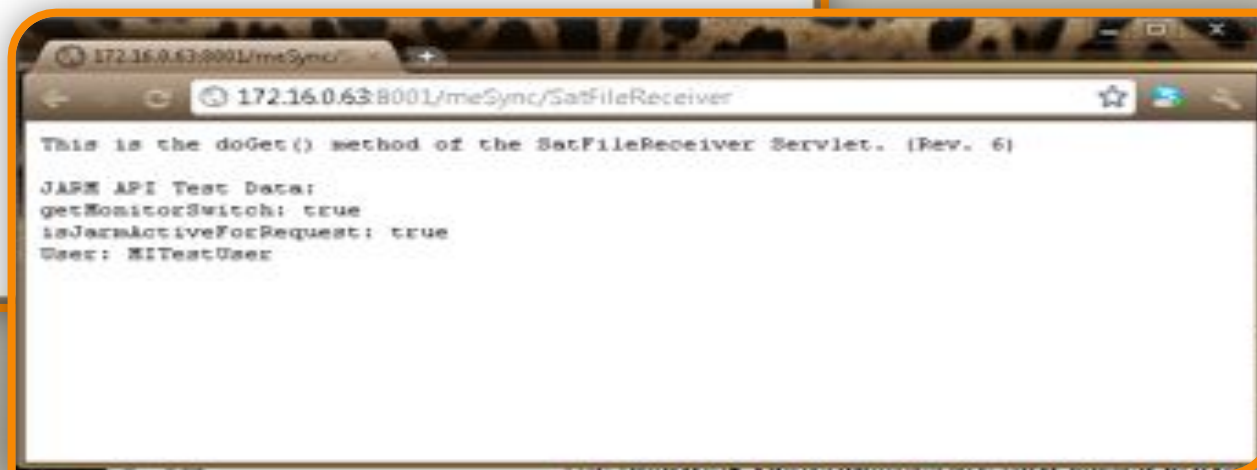 172.16.0.63:8001/meSync/
172.16.0.63:8001/meSync/SatFileReceiver
This is the doGet() method of the SatFileReceiver Servlet. (Rev. 6)
JARM API Test Data:
getMonitorSwitch: true
isJarmActiveForRequest: true
User: MITestUser